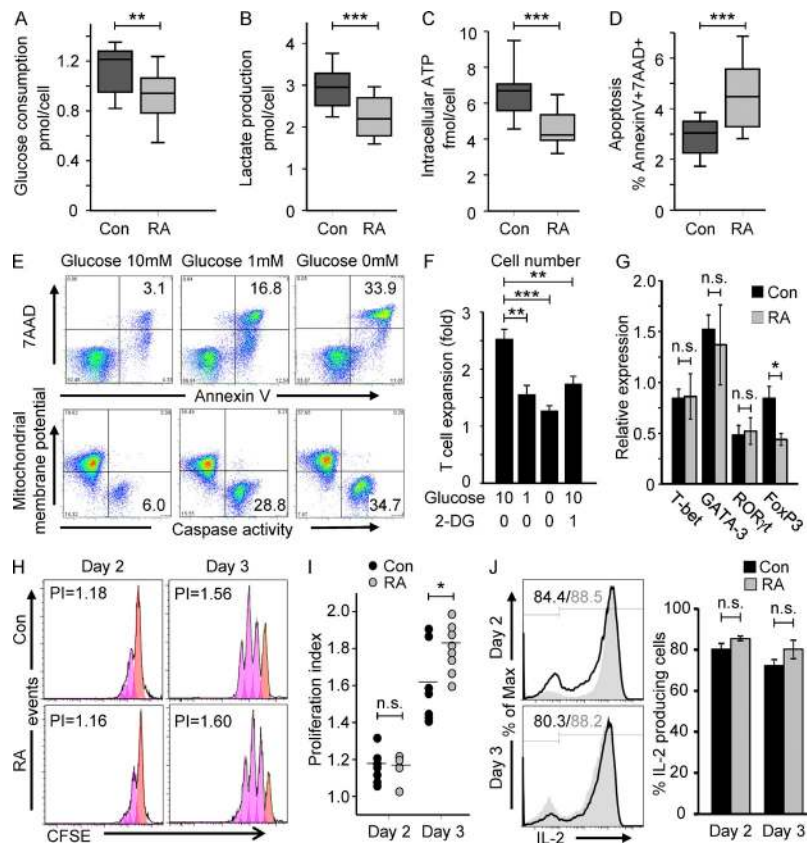 A
B
C
D
**
***
***
***
Glucose consumption
pmol/cell
1.2
0.8
0.4
0
Con RA
Lactate production
pmol/cell
4
3
2
1
0
Con RA
Intracellular ATP
fmol/cell
10
8
6
4
2
0
Con RA
Apoptosis
% AnnexinV+7AAD+
8
6
4
2
0
Con RA
E
Glucose 10mM Glucose 1mM Glucose 0mM
7AAD
3.1
16.8
33.9
Annexin V
Mitochondrial
membrane potential
6.0
28.8
34.7
Caspase activity
F
Cell number
**
***
**
T cell expansion (fold)
3
2
1
0
Glucose 10 1 0 10
2-DG 0 0 0 1
G
Con
RA
Relative expression
2.0
1.5
1.0
0.5
0
n.s.
n.s.
n.s.
*
T-bet
GATA-3
RORγt
FoxP3
H
Day 2 Day 3
Con
RA
events
PI=1.18
PI=1.56
PI=1.16
PI=1.60
CFSE
I
Con
RA
Proliferation index
2.0
1.8
1.6
1.4
1.2
1.0
n.s.
*
Day 2 Day 3
J
Day 2
Day 3
% of Max
84.4/88.5
80.3/88.2
IL-2
Con
RA
% IL-2 producing cells
100
80
60
40
20
0
n.s.
n.s.
Day 2 Day 3